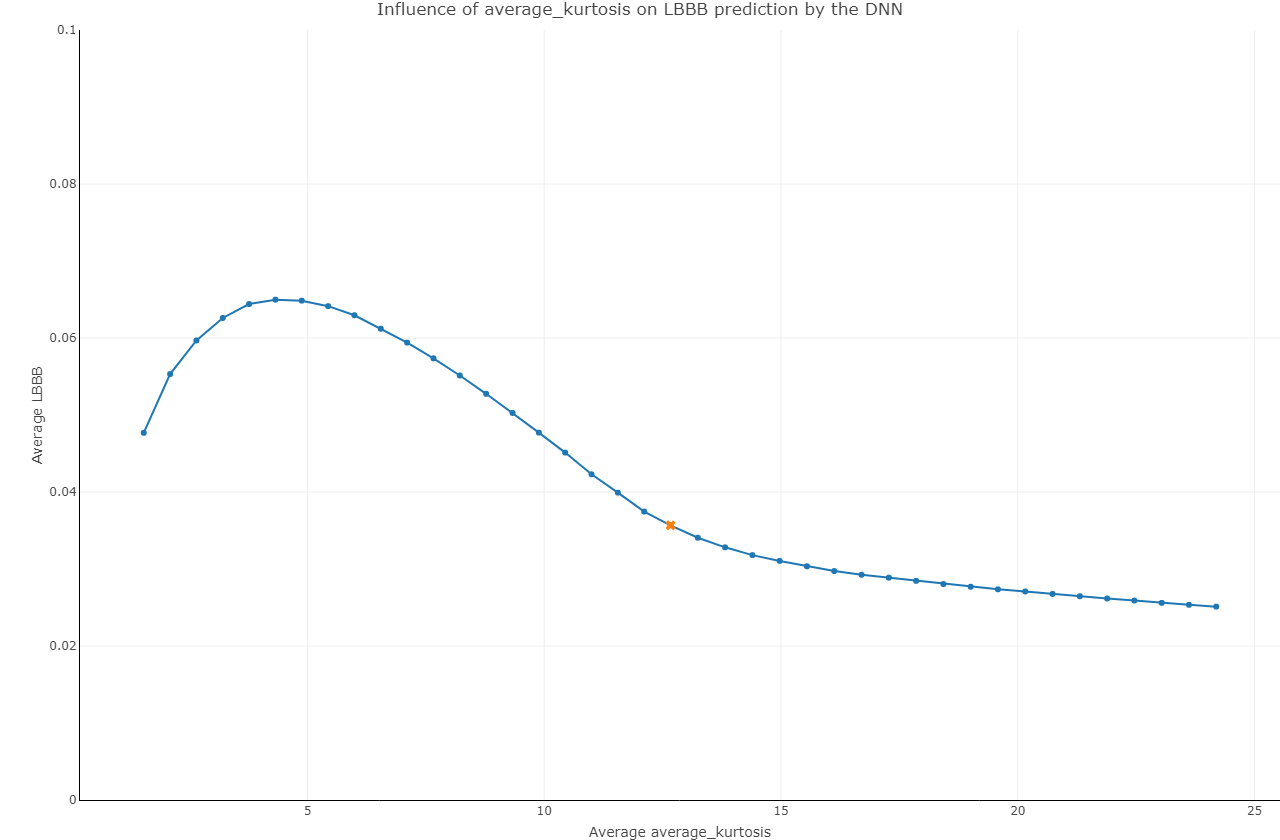 Influence of average_kurtosis on LBBB prediction by the DNN
0.1
0.08
0.06
0.04
0.02
0
Average LBBB
5 10 15 20 25
Average average_kurtosis